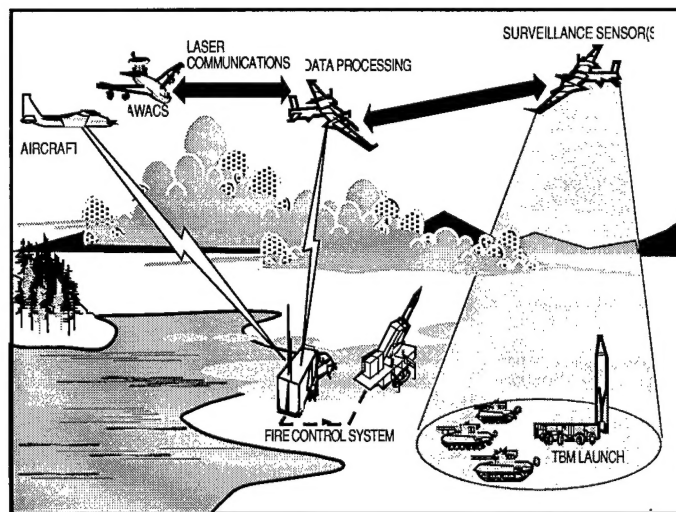 SURVEILLANCE SENSOR(S
LASER
COMMUNICATIONS
DATA PROCESSING
AWACS
AIRCRAFT
FIRE CONTROL SYSTEM
TBM LAUNCH